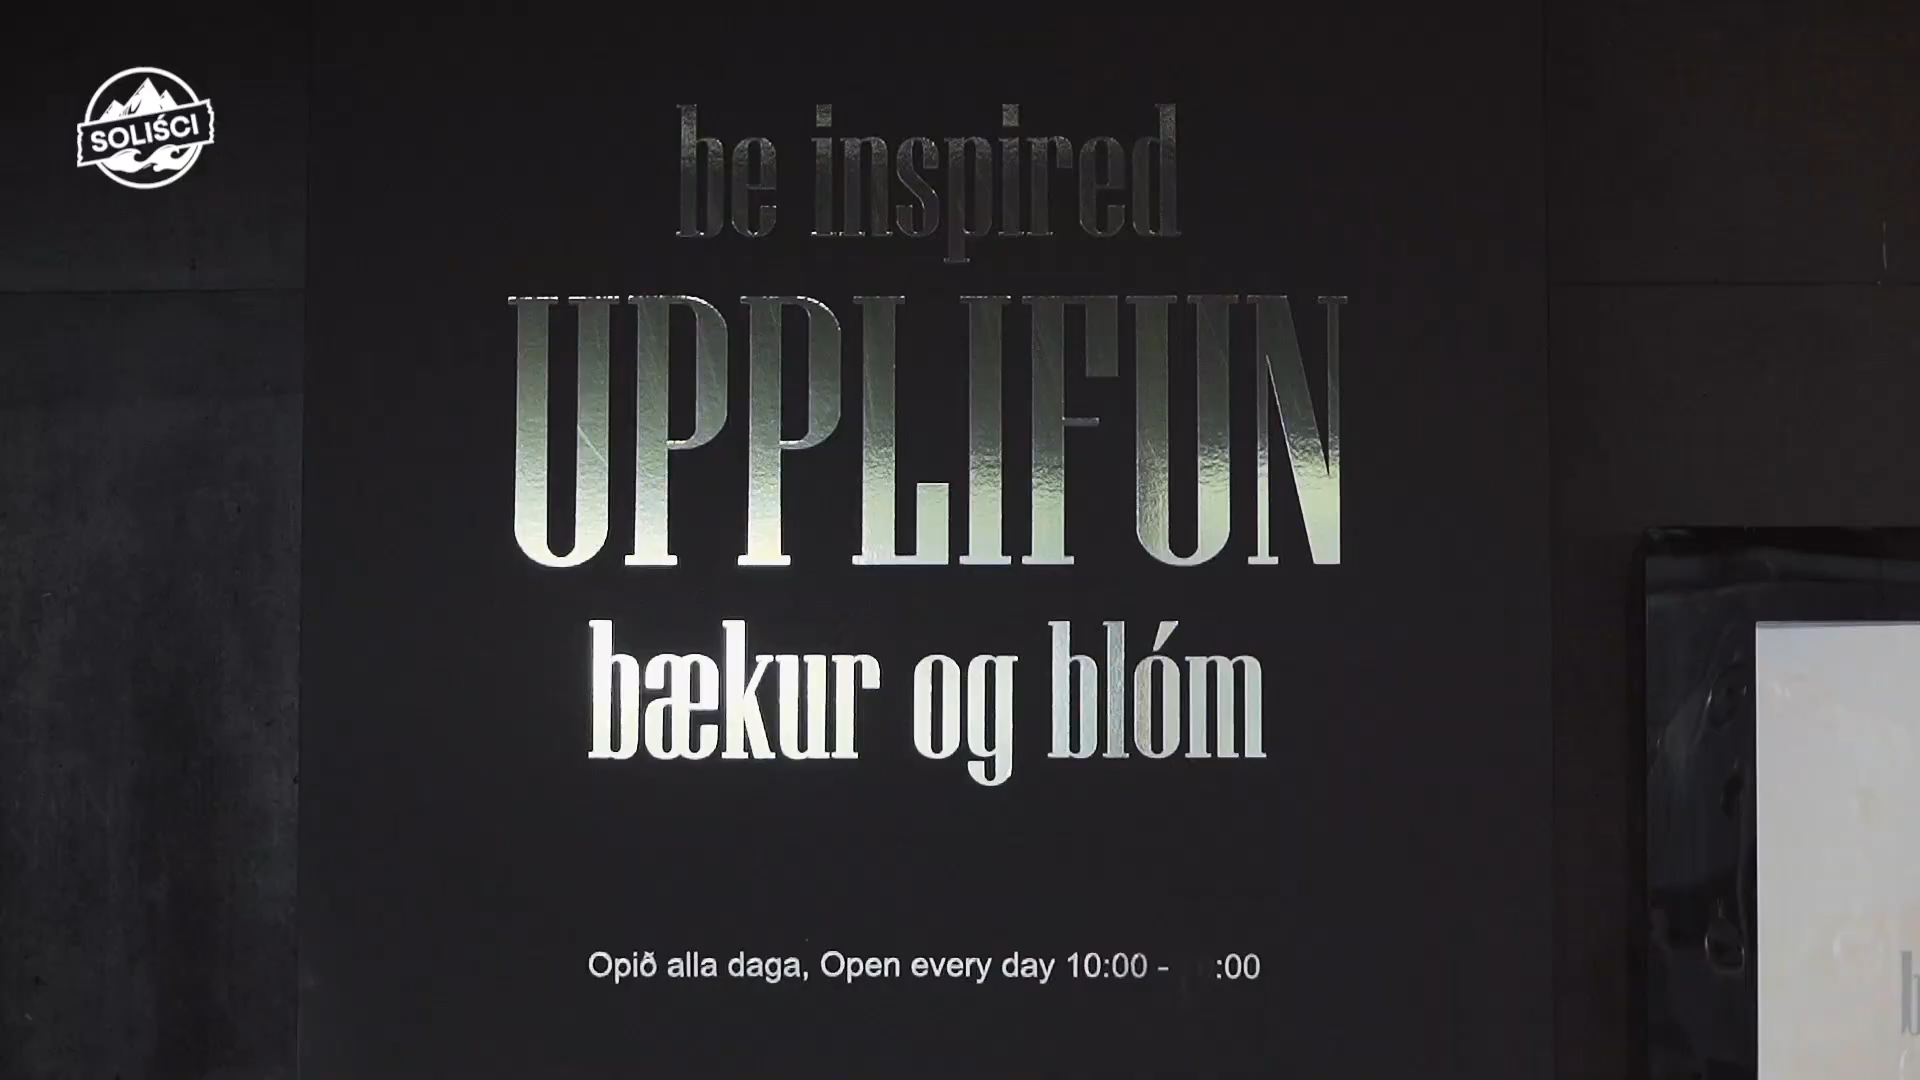 SOLIŚCI
be inspired
UPPLIFUN
bækur og blóm
Opið alla daga, Open every day 10:00 - :00